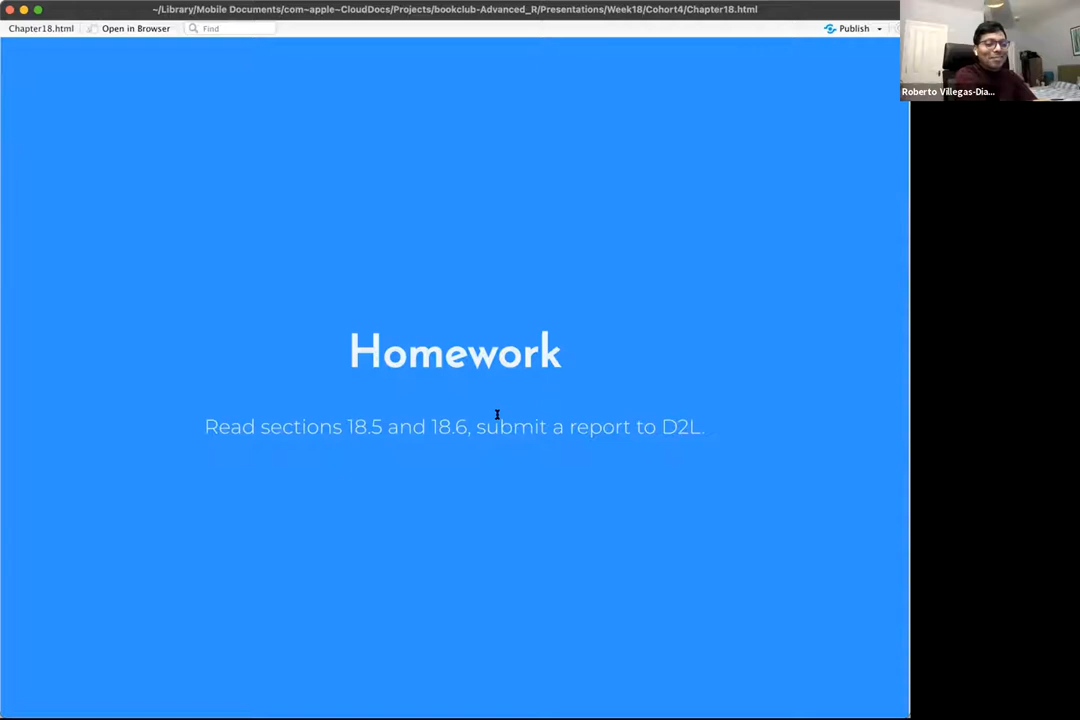 ~/Library/Mobile Documents/com~apple~CloudDocs/Projects/bookclub-Advanced_R/Presentations/Week18/Cohort4/Chapter18.html
Chapter18.html
Open in Browser
Find
Publish
Roberto Villegas-Dia...
Homework
Read sections 18.5 and 18.6, submit a report to D2L.